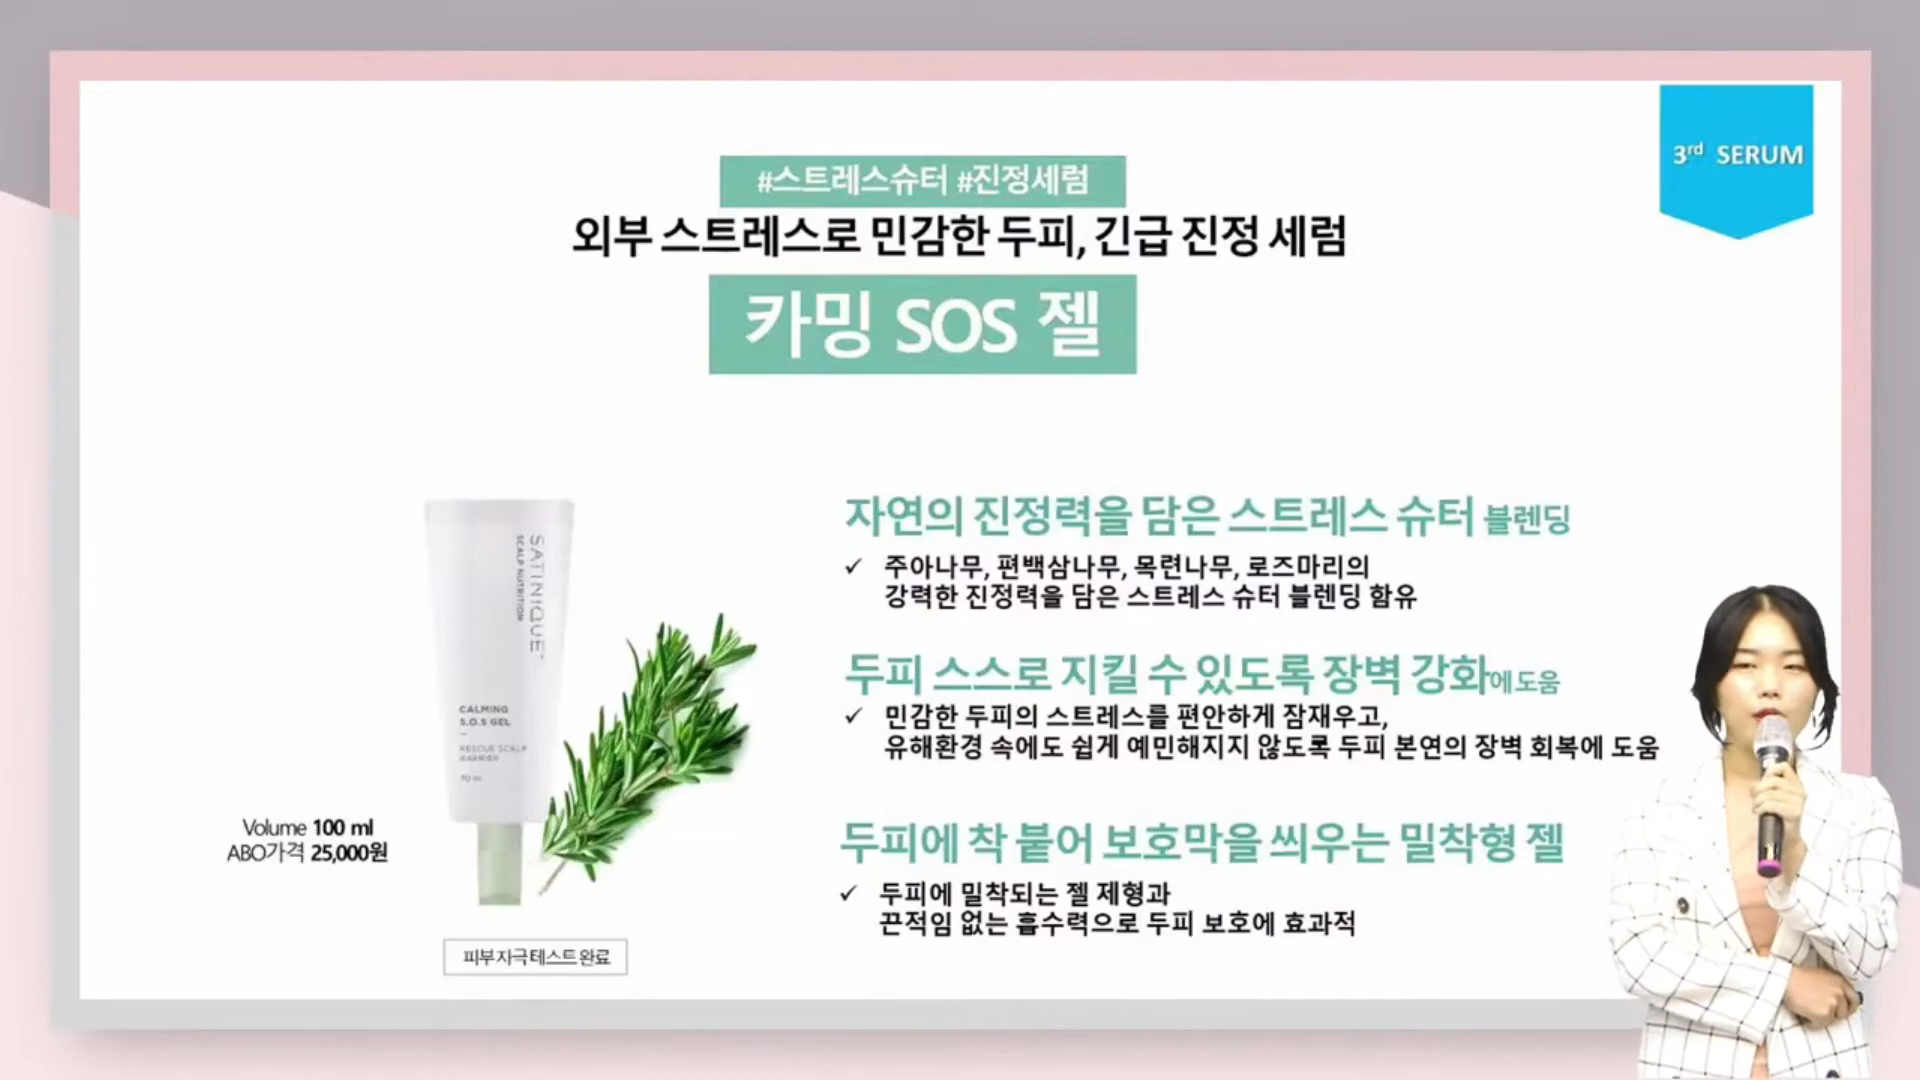 3rd SERUM
#스트레스슈터 #진정세럼
외부 스트레스로 민감한 두피, 긴급 진정 세럼
카밍 SOS 젤
SATINIQUE
SCALP NUTRITION
CALMING
S.O.S GEL
RESCUE SCALP
BARRIER
Volume 100 ml
ABO가격 25,000원
피부자극테스트완료
자연의 진정력을 담은 스트레스 슈터 블렌딩
✓ 주아나무, 편백삼나무, 목련나무, 로즈마리의
강력한 진정력을 담은 스트레스 슈터 블렌딩 함유
두피 스스로 지킬 수 있도록 장벽 강화에 도움
✓ 민감한 두피의 스트레스를 편안하게 잠재우고,
유해환경 속에도 쉽게 예민해지지 않도록 두피 본연의 장벽 회복에 도움
두피에 착 붙어 보호막을 씌우는 밀착형 젤
✓ 두피에 밀착되는 젤 제형과
끈적임 없는 흡수력으로 두피 보호에 효과적